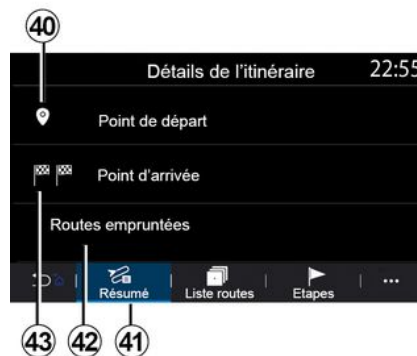 40
Détails de l'itinéraire 22:55
Point de départ
Point d'arrivée
Routes empruntées
Résumé Liste routes Etapes ...
43 42 41